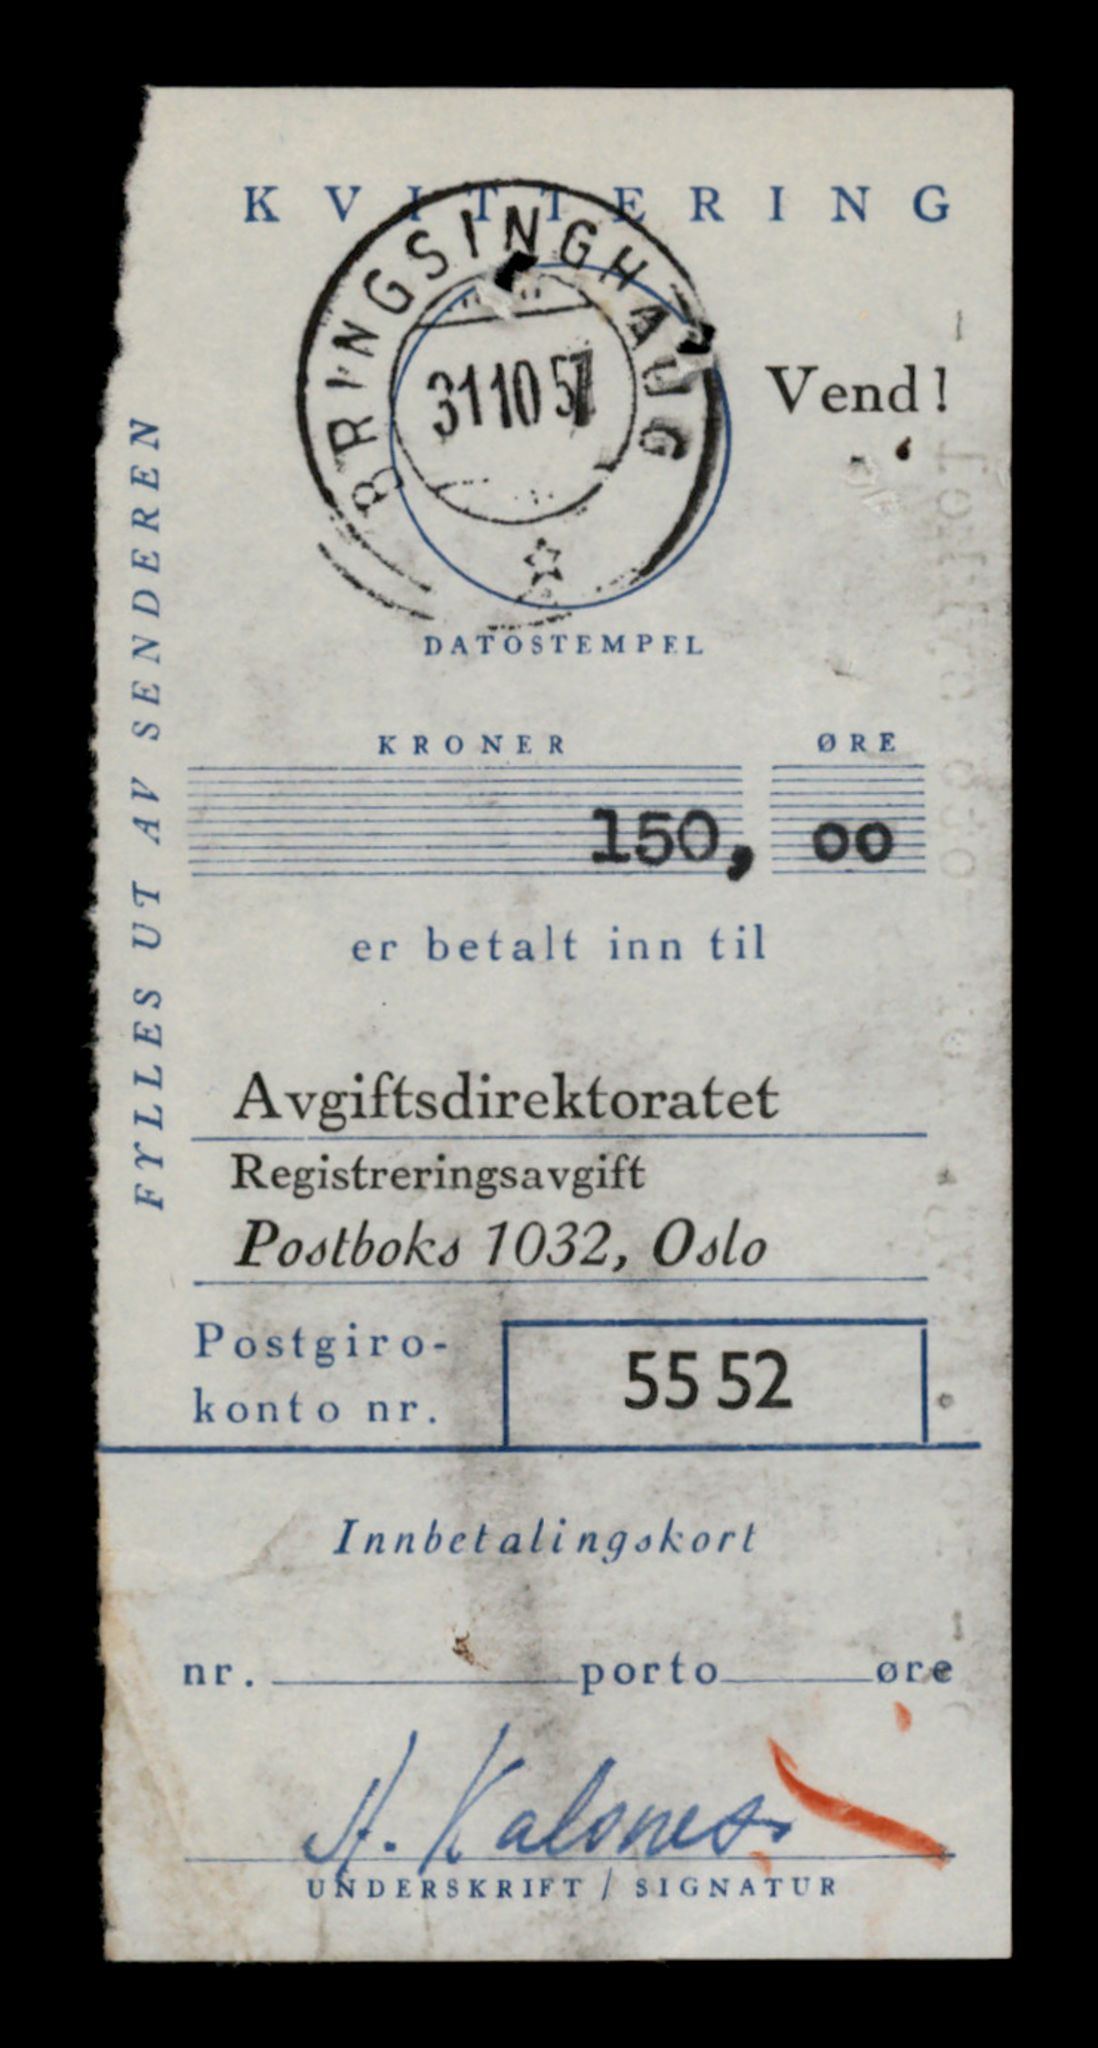 KVITTERING
BRINGSINGHAUG
31 10 57
Vend!
DATOSTEMPEL
FYLLES UT AV SENDEREN
KRONER ØRE
150, 00
er betalt inn til
Avgiftsdirektoratet
Registreringsavgift
Postboks 1032, Oslo
Postgiro-
konto nr.
55 52
Innbetalingskort
nr. porto øre
H. Kalsnes
UNDERSKRIFT / SIGNATUR